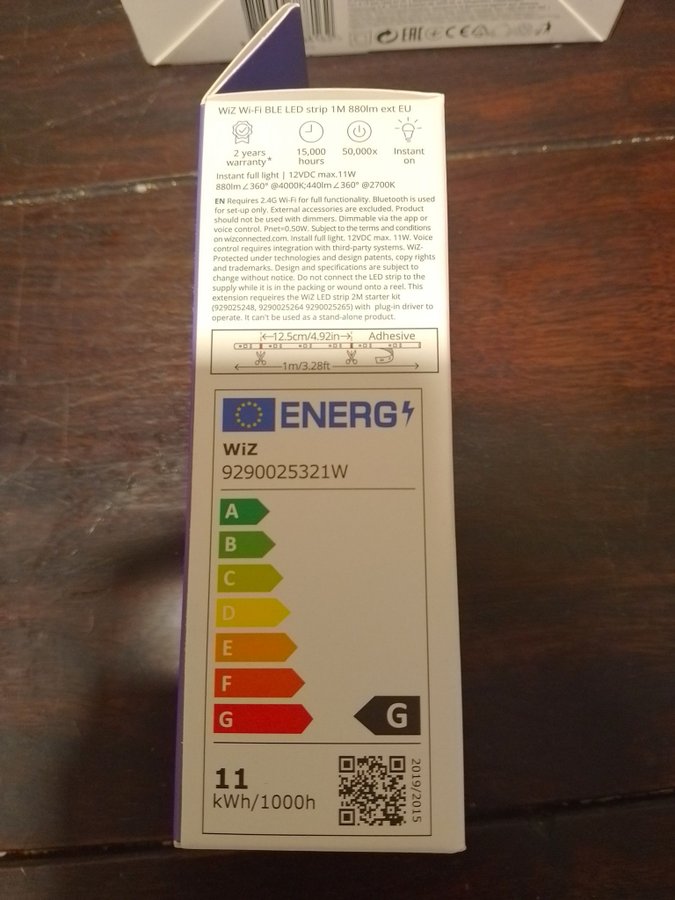 WiZ Wi-Fi BLE LED strip 1M 880lm ext EU
2 years warranty*
15,000 hours
50,000x
Instant on
Instant full light | 12VDC max.11W
880lm∠360° @4000K;440lm∠360° @2700K
EN Requires 2.4G Wi-Fi for full functionality. Bluetooth is used
for set-up only. External accessories are excluded. Product
should not be used with dimmers. Dimmable via the app or
voice control. Pnet=0.50W. Subject to the terms and conditions
on wizconnected.com. Install full light. 12VDC max. 11W. Voice
control requires integration with third-party systems. WiZ-
Protected under technologies and design patents, copy rights
and trademarks. Design and specifications are subject to
change without notice. Do not connect the LED strip to the
supply while it is in the packing or wound onto a reel. This
extension requeires the WiZ LED strip 2M starter kit
(929025248, 9290025264 9290025265) with plug-in driver to
operate. It can't be used as a stand-alone product.
12.5cm/4.92in Adhesive
1m/3.28ft
ENERG
WiZ
9290025321W
A
B
C
D
E
F
G
G
11
kWh/1000h
2019/2015